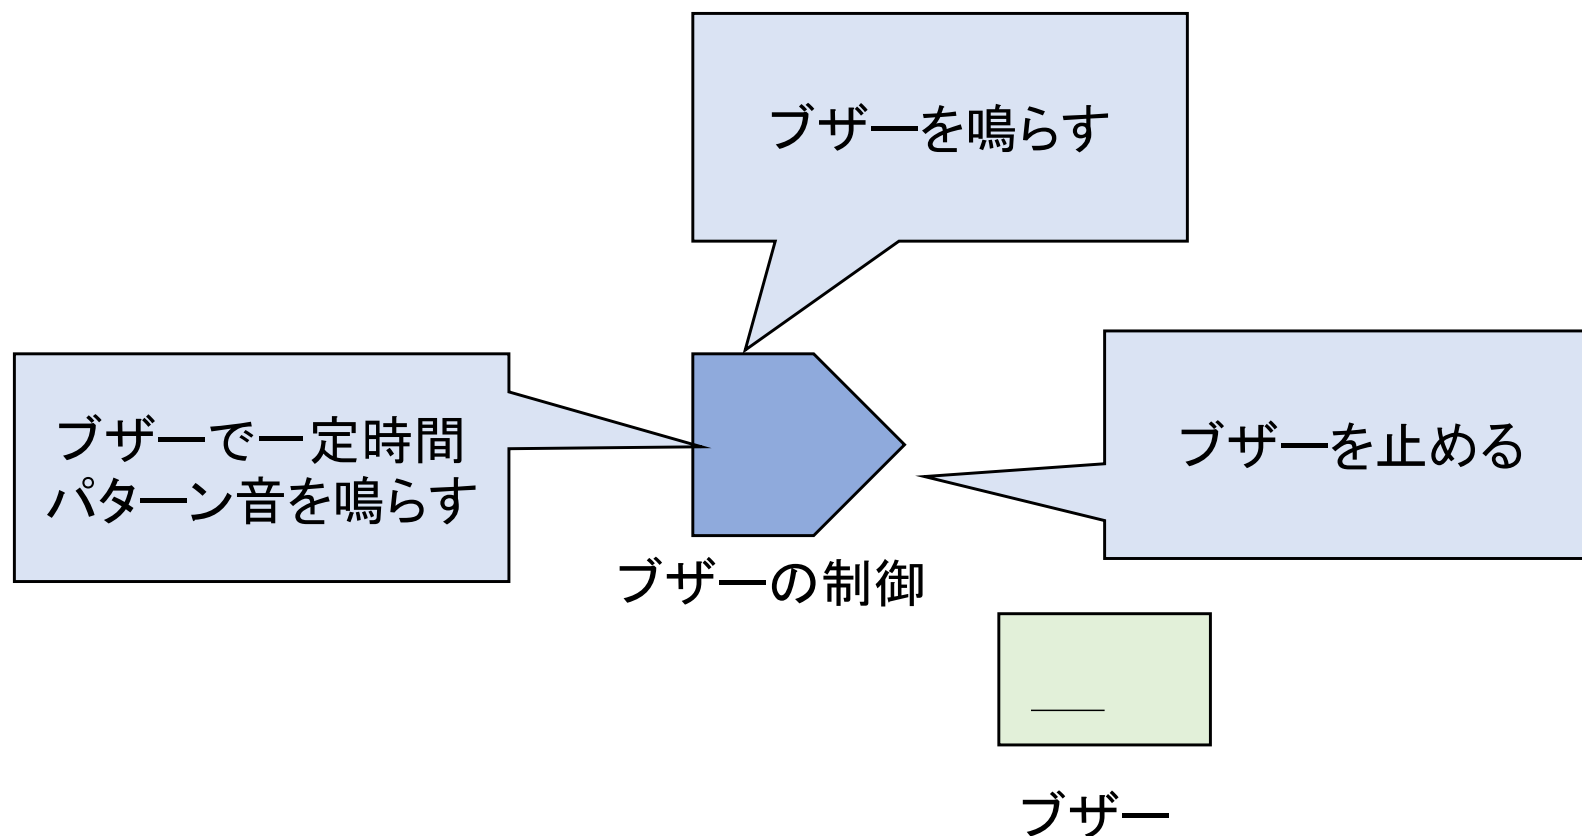 ブザーを鳴らす
ブザーで一定時間
パターン音を鳴らす
ブザーを止める
ブザーの制御
ブザー